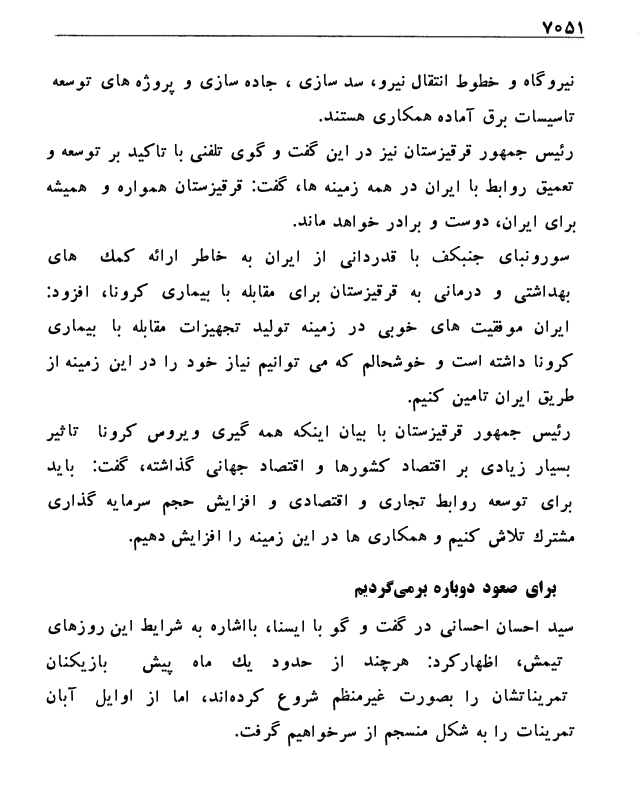 ۷۰۵۱
نیروگاه و خطوط انتقال نیرو، سد سازی ، جاده سازی و پروژه های توسعه
تاسیسات برق آماده همکاری هستند.
رئیس جمهور قرقیزستان نیز در این گفت و گوی تلفنی با تاکید بر توسعه و
تعمیق روابط با ایران در همه زمینه ها، گفت: قرقیزستان همواره و همیشه
برای ایران، دوست و برادر خواهد ماند.
سورونبای جنبکف با قدردانی از ایران به خاطر ارائه کمك های
بهداشتی و درمانی به قرقیزستان برای مقابله با بیماری کرونا، افزود:
ایران موفقیت های خوبی در زمینه تولید تجهیزات مقابله با بیماری
کرونا داشته است و خوشحالم که می توانیم نیاز خود را در این زمینه از
طریق ایران تامین کنیم.
رئیس جمهور قرقیزستان با بیان اینکه همه گیری ویروس کرونا تاثیر
بسیار زیادی بر اقتصاد کشورها و اقتصاد جهانی گذاشته، گفت: باید
برای توسعه روابط تجاری و اقتصادی و افزایش حجم سرمایه گذاری
مشترك تلاش کنیم و همکاری ها در این زمینه را افزایش دهیم.
برای صعود دوباره برمی‌گردیم
سید احسان احسانی در گفت و گو با ایسنا، بااشاره به شرایط این روزهای
تیمش، اظهارکرد: هرچند از حدود یك ماه پیش بازیکنان
تمریناتشان را بصورت غیرمنظم شروع کرده‌اند، اما از اوایل آبان
تمرینات را به شکل منسجم از سرخواهیم گرفت.